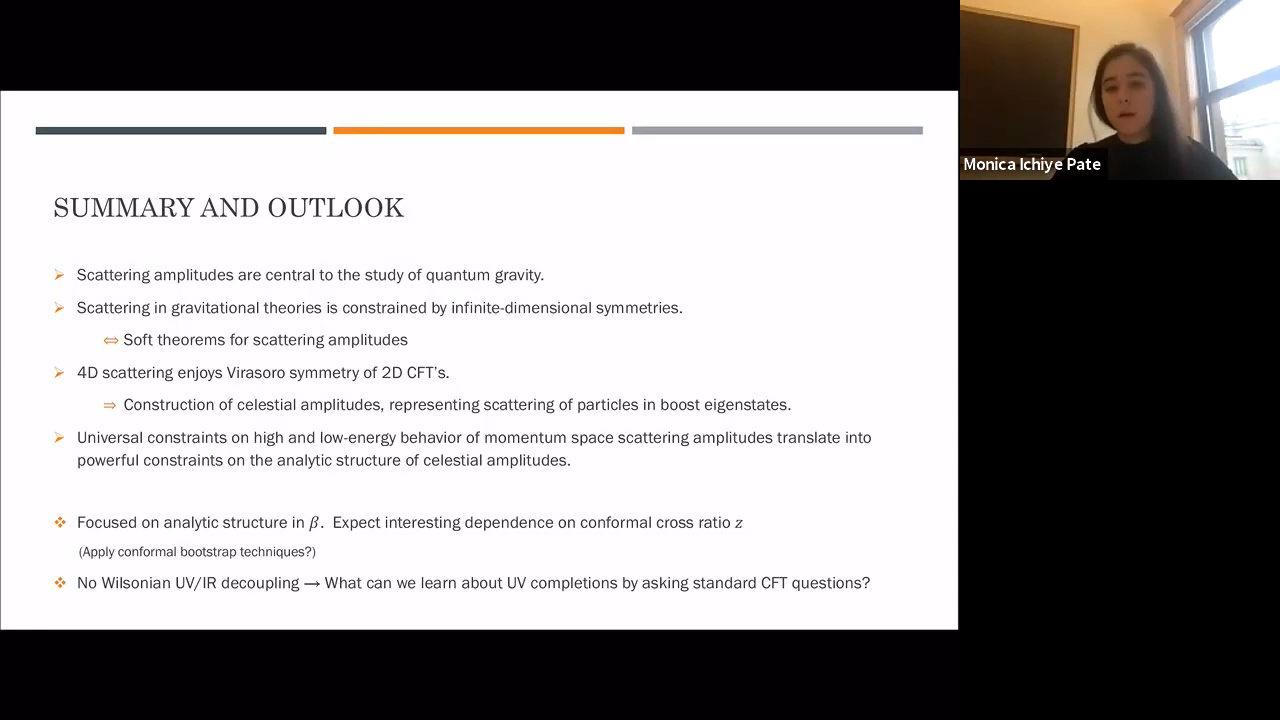 SUMMARY AND OUTLOOK
➢ Scattering amplitudes are central to the study of quantum gravity.
➢ Scattering in gravitational theories is constrained by infinite-dimensional symmetries.
⇔ Soft theorems for scattering amplitudes
➢ 4D scattering enjoys Virasoro symmetry of 2D CFT's.
⇒ Construction of celestial amplitudes, representing scattering of particles in boost eigenstates.
➢ Universal constraints on high and low-energy behavior of momentum space scattering amplitudes translate into
powerful constraints on the analytic structure of celestial amplitudes.
❖ Focused on analytic structure in β. Expect interesting dependence on conformal cross ratio z
(Apply conformal bootstrap techniques?)
❖ No Wilsonian UV/IR decoupling → What can we learn about UV completions by asking standard CFT questions?
Monica Ichiye Pate